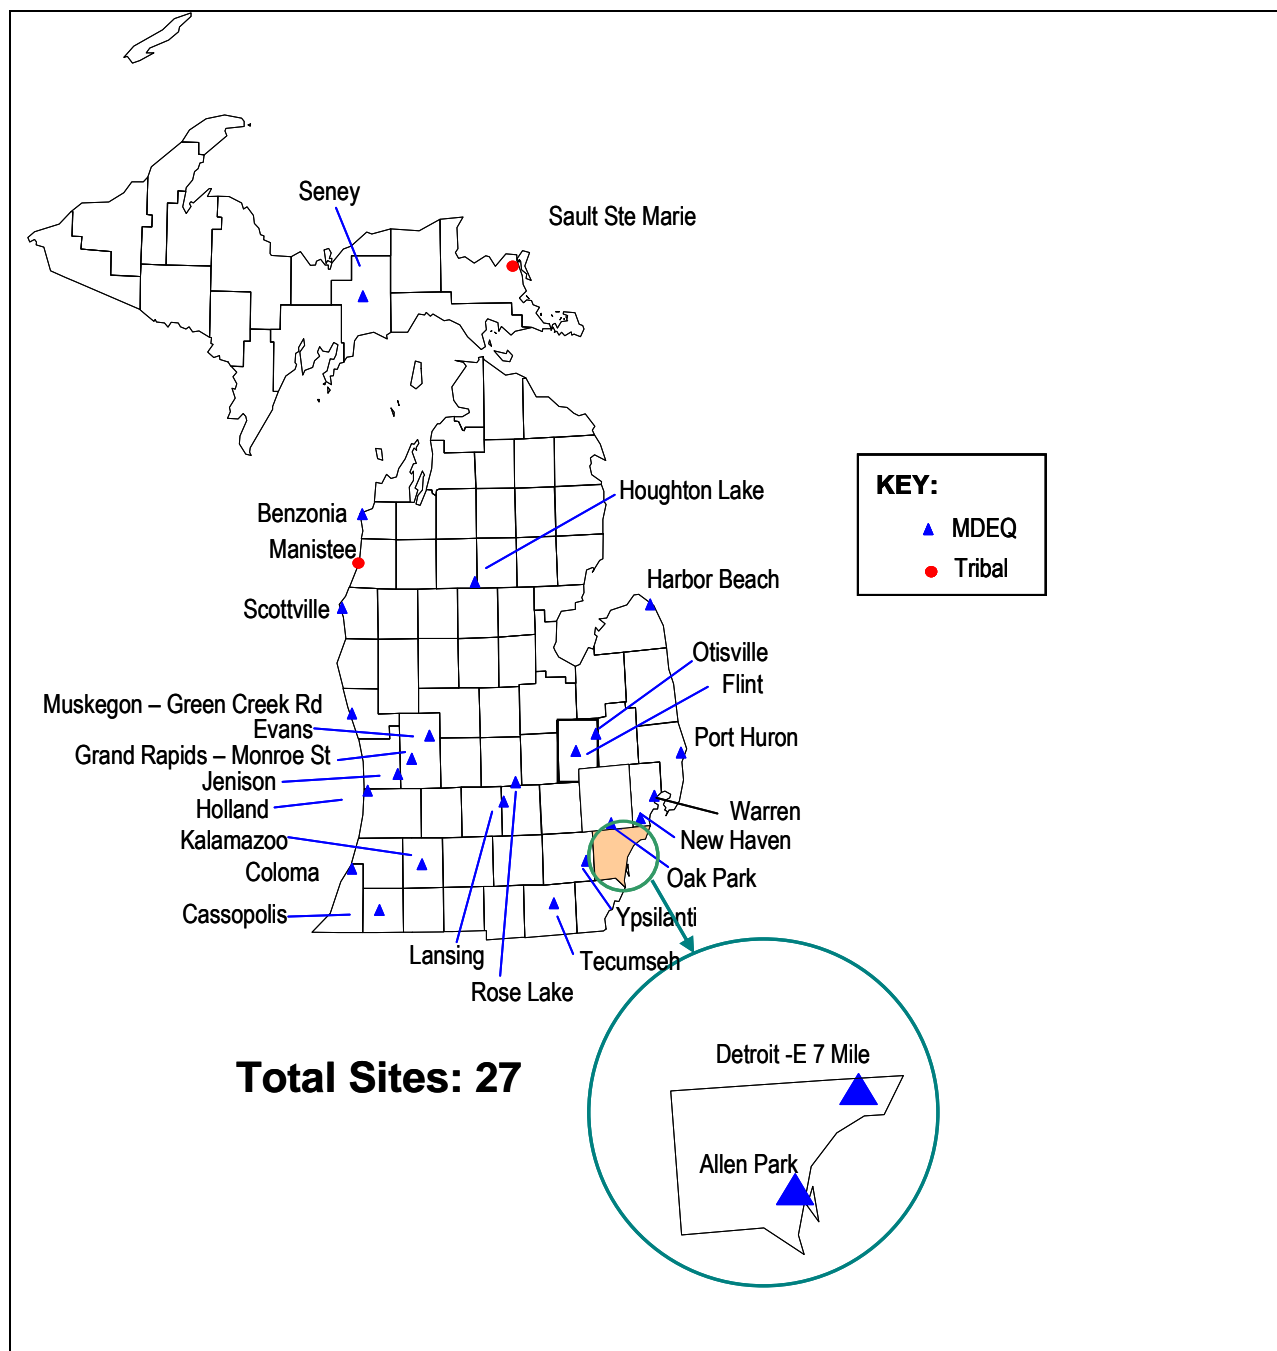 Seney
Sault Ste Marie
Houghton Lake
Benzonia
Manistee
KEY:
MDEQ
Tribal
Harbor Beach
Scottville
Otisville
Flint
Muskegon – Green Creek Rd
Evans
Port Huron
Grand Rapids – Monroe St
Jenison
Holland
Warren
Kalamazoo
New Haven
Coloma
Oak Park
Cassopolis
Ypsilanti
Lansing
Tecumseh
Rose Lake
Total Sites: 27
Detroit -E 7 Mile
Allen Park